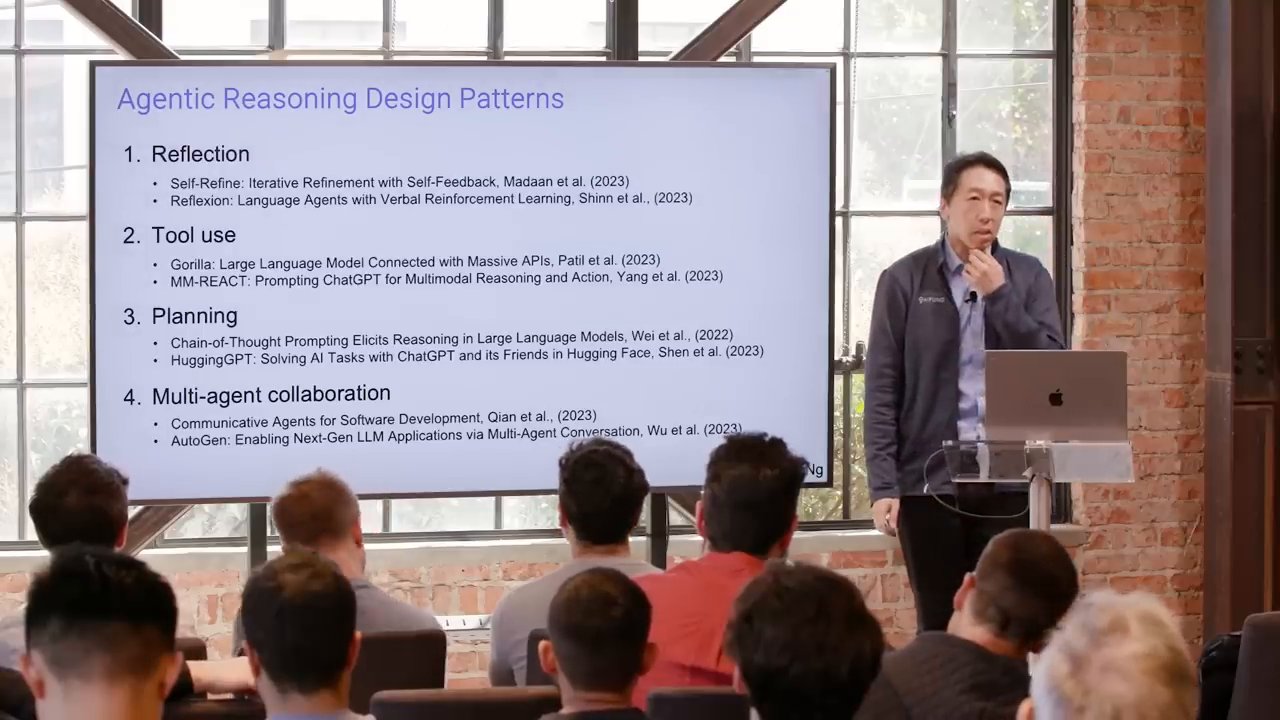 Agentic Reasoning Design Patterns
1. Reflection
• Self-Refine: Iterative Refinement with Self-Feedback, Madaan et al. (2023)
• Reflexion: Language Agents with Verbal Reinforcement Learning, Shinn et al., (2023)
2. Tool use
• Gorilla: Large Language Model Connected with Massive APIs, Patil et al. (2023)
• MM-REACT: Prompting ChatGPT for Multimodal Reasoning and Action, Yang et al. (2023)
3. Planning
• Chain-of-Thought Prompting Elicits Reasoning in Large Language Models, Wei et al., (2022)
• HuggingGPT: Solving AI Tasks with ChatGPT and its Friends in Hugging Face, Shen et al. (2023)
4. Multi-agent collaboration
• Communicative Agents for Software Development, Qian et al., (2023)
• AutoGen: Enabling Next-Gen LLM Applications via Multi-Agent Conversation, Wu et al. (2023)
Ng